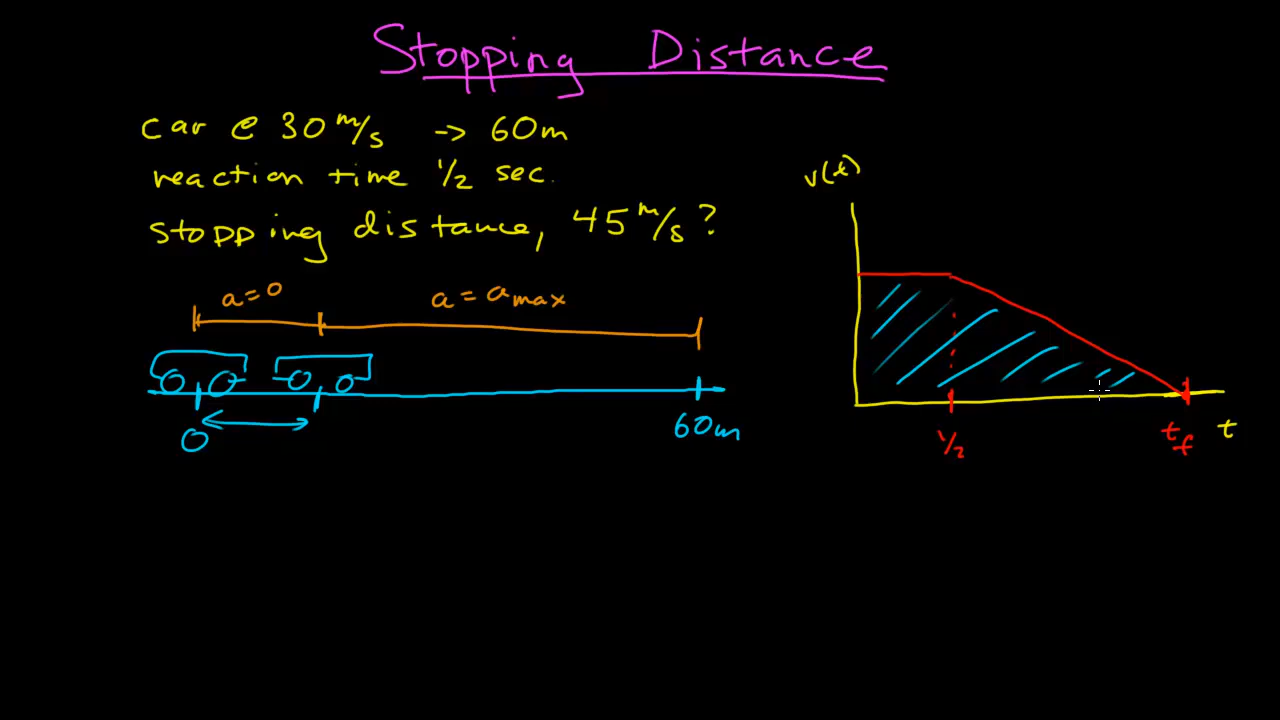 Stopping Distance
car @ 30 m/s -> 60m
reaction time 1/2 sec.
stopping distance, 45 m/s ?
v(t)
a=0
a=amax
0
60m
1/2
tf
t